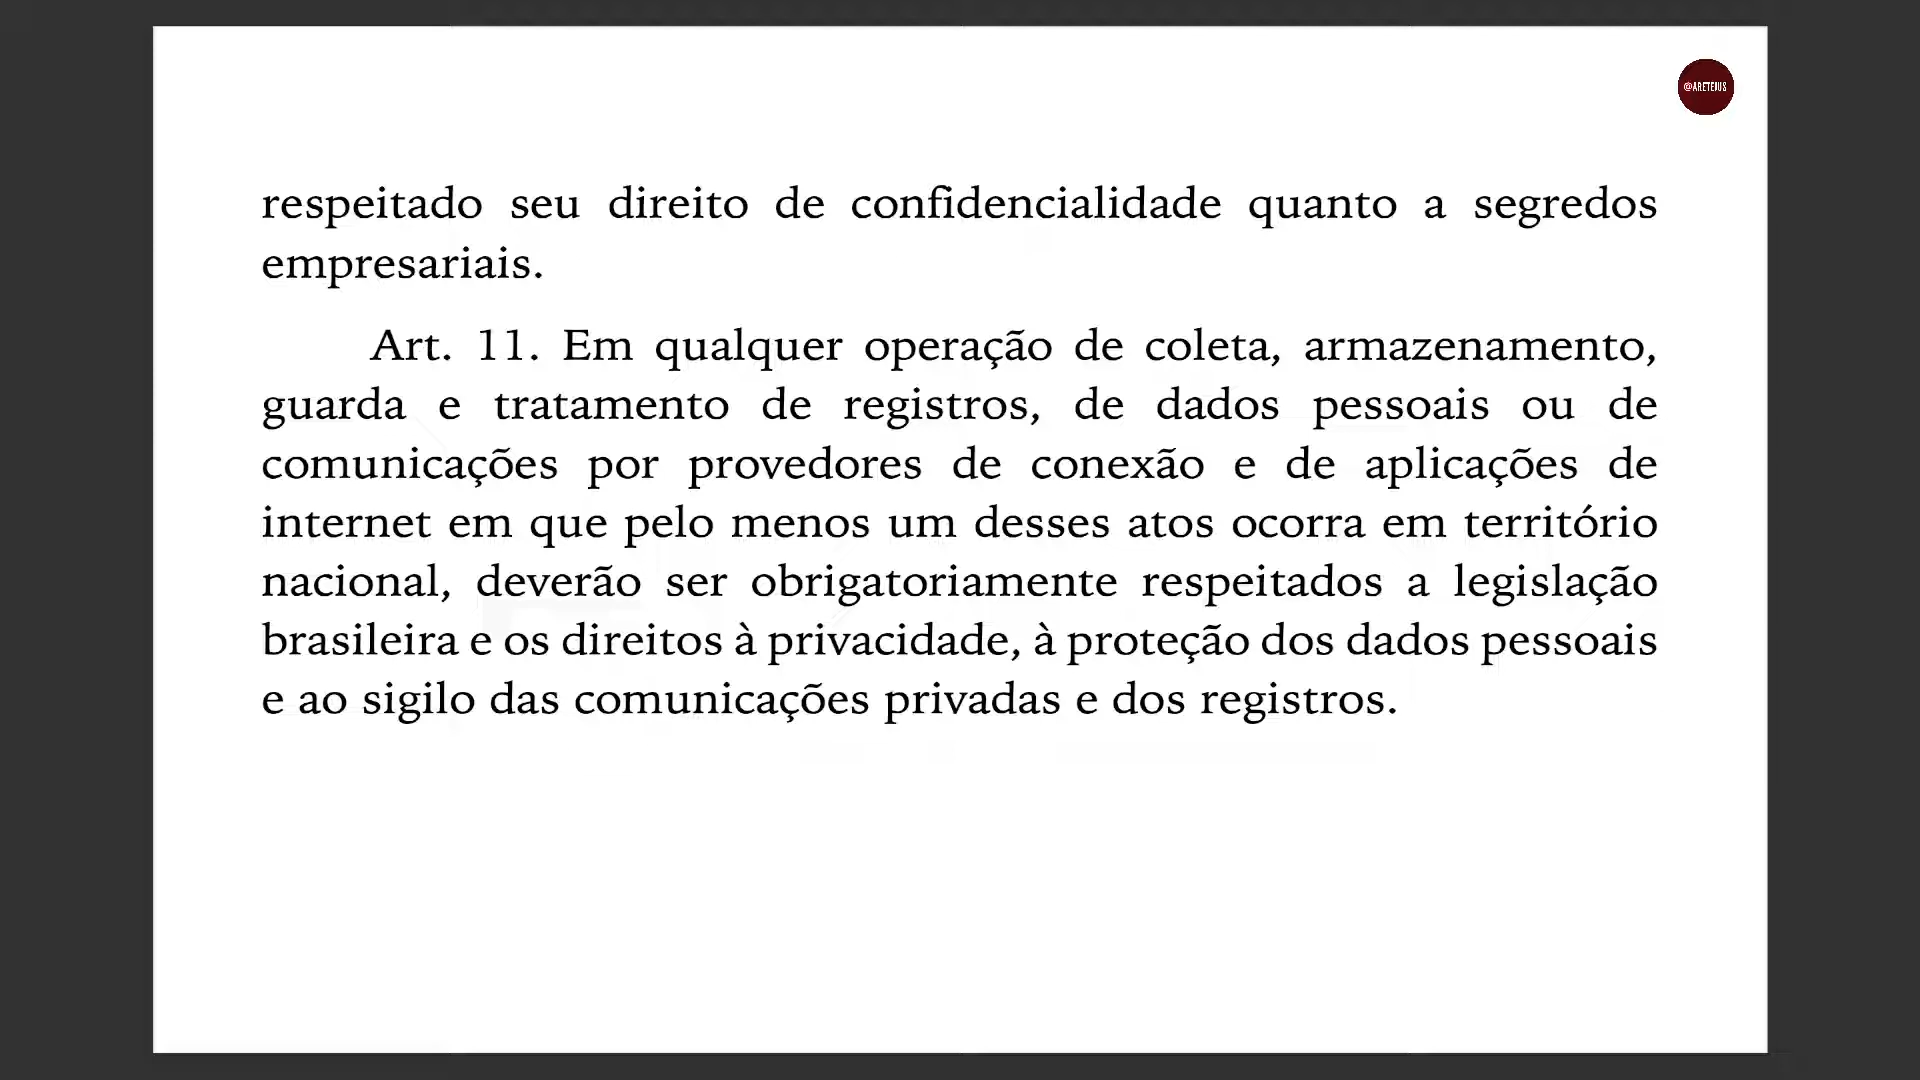 @ARETEIUS
respeitado seu direito de confidencialidade quanto a segredos
empresariais.
Art. 11. Em qualquer operação de coleta, armazenamento,
guarda e tratamento de registros, de dados pessoais ou de
comunicações por provedores de conexão e de aplicações de
internet em que pelo menos um desses atos ocorra em território
nacional, deverão ser obrigatoriamente respeitados a legislação
brasileira e os direitos à privacidade, à proteção dos dados pessoais
e ao sigilo das comunicações privadas e dos registros.